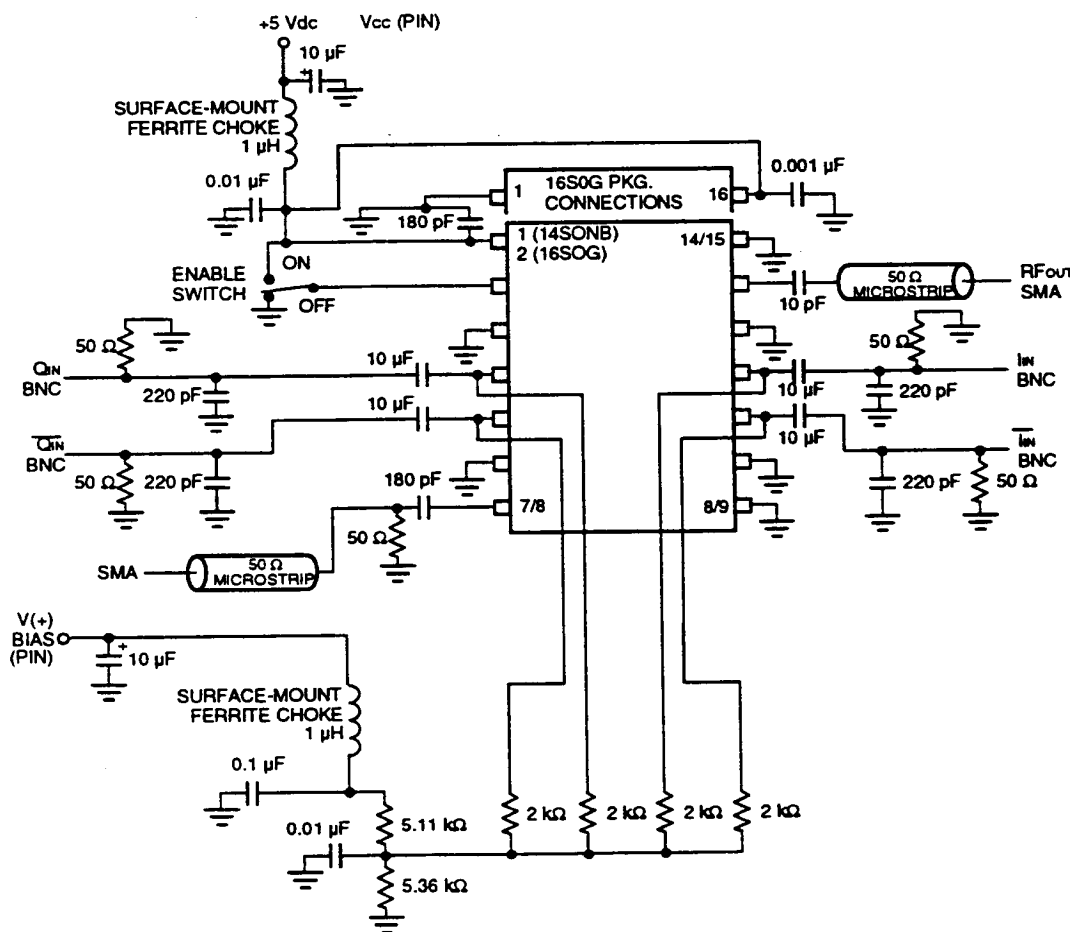 +5 Vdc
Vcc (PIN)
10 µF
+
SURFACE-MOUNT
FERRITE CHOKE
1 µH
0.01 µF
1
16S0G PKG.
CONNECTIONS
16
0.001 µF
180 pF
1 (14SONB)
2 (16SOG)
14/15
ON
ENABLE
SWITCH
OFF
50 Ω
MICROSTRIP
RFOUT
SMA
10 pF
50 Ω
QIN
BNC
220 pF
10 µF
10 µF
50 Ω
IIN
BNC
220 pF
QIN
BNC
50 Ω
220 pF
10 µF
10 µF
IIN
BNC
220 pF
50 Ω
180 pF
7/8
8/9
50 Ω
SMA
50 Ω
MICROSTRIP
V(+)
BIAS
(PIN)
+
10 µF
SURFACE-MOUNT
FERRITE CHOKE
1 µH
0.1 µF
5.11 kΩ
2 kΩ
2 kΩ
2 kΩ
2 kΩ
0.01 µF
5.36 kΩ